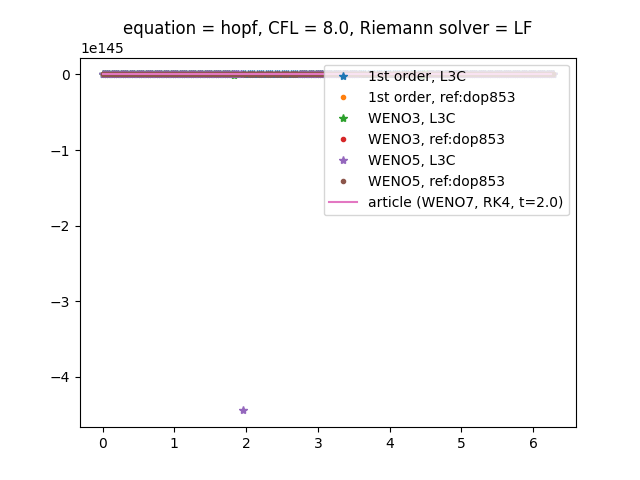 equation = hopf, CFL = 8.0, Riemann solver = LF
1e145
0
−1
−2
−3
−4
1st order, L3C
1st order, ref:dop853
WENO3, L3C
WENO3, ref:dop853
WENO5, L3C
WENO5, ref:dop853
article (WENO7, RK4, t=2.0)
0 1 2 3 4 5 6